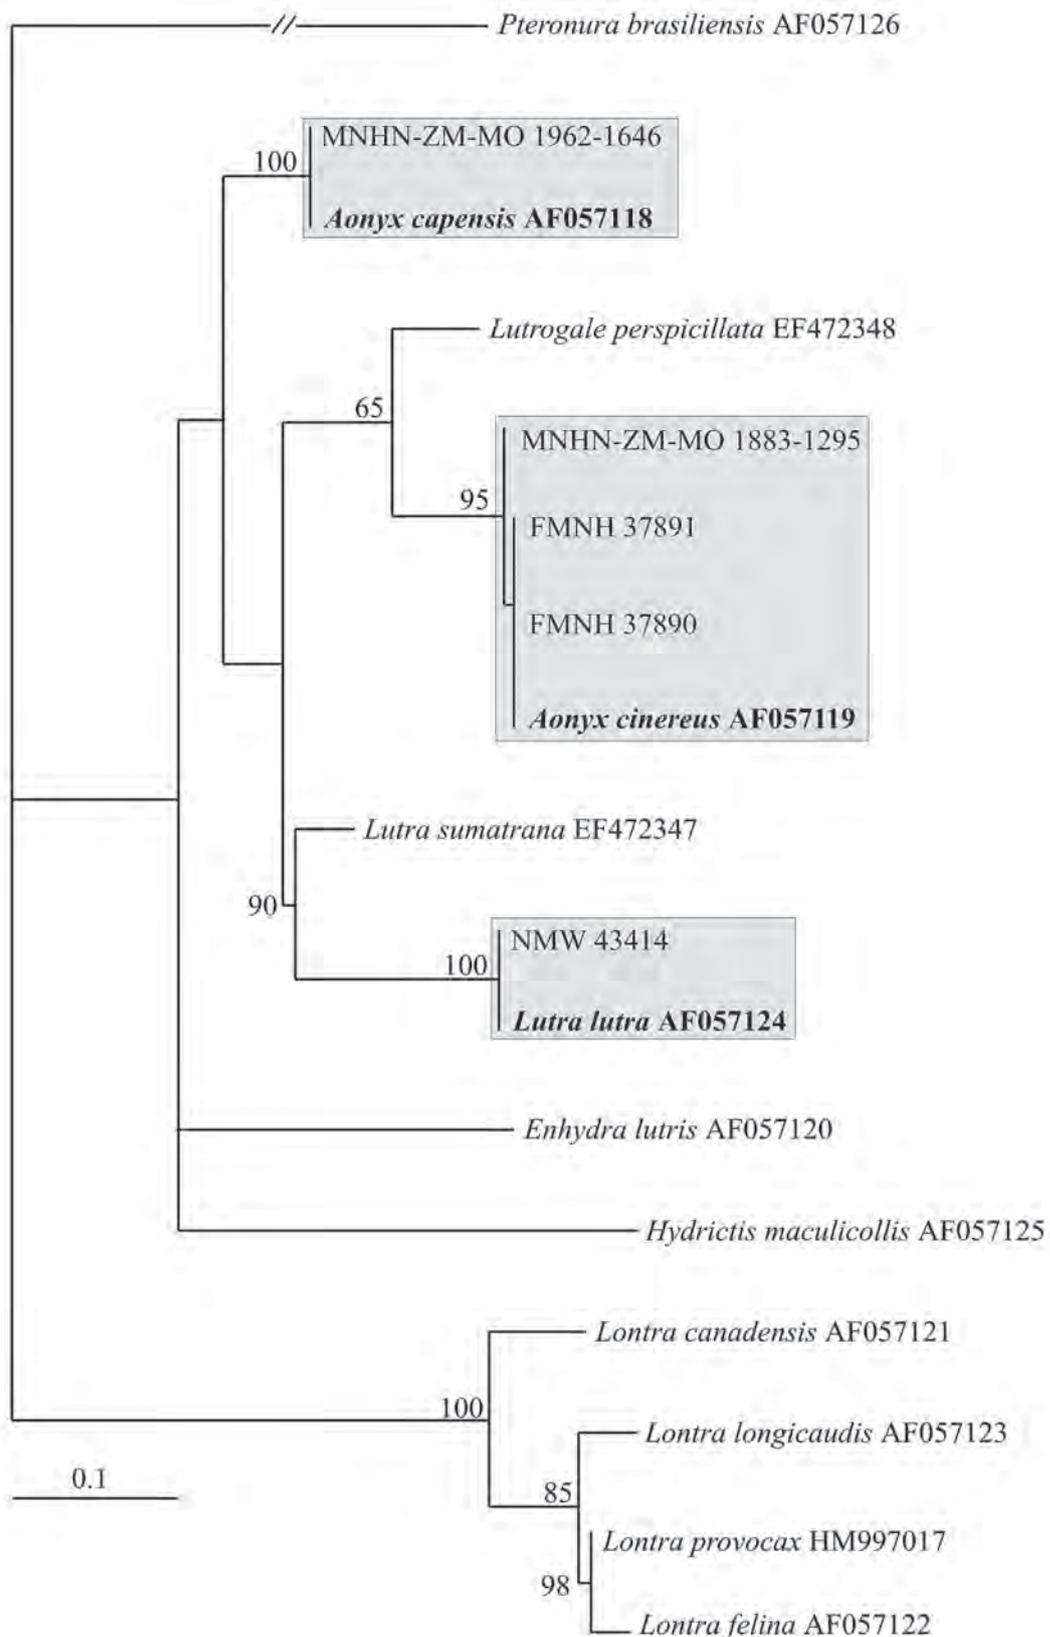 Pteronura brasiliensis AF057126
MNHN-ZM-MO 1962-1646
100
Aonyx capensis AF057118
Lutrogale perspicillata EF472348
65
MNHN-ZM-MO 1883-1295
95
FMNH 37891
FMNH 37890
Aonyx cinereus AF057119
Lutra sumatrana EF472347
90
NMW 43414
100
Lutra lutra AF057124
Enhydra lutris AF057120
Hydrictis maculicollis AF057125
Lontra canadensis AF057121
100
Lontra longicaudis AF057123
0.1
85
Lontra provocax HM997017
98
Lontra felina AF057122